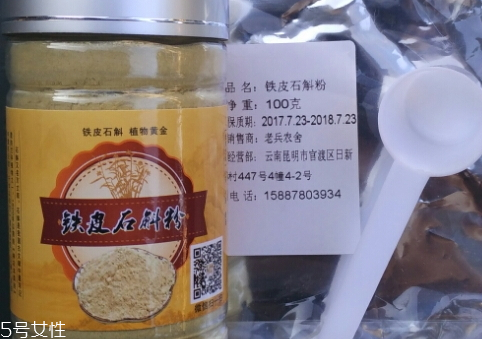 铁皮石斛 植物黄金
铁皮石斛粉
品 名：铁皮石斛粉
净 重：100克
保质期：2017.7.23-2018.7.23
销售商：老兵农舍
经营部：云南昆明市官渡区日新
村447号4幢4-2号
电话：15887803934
5号女性